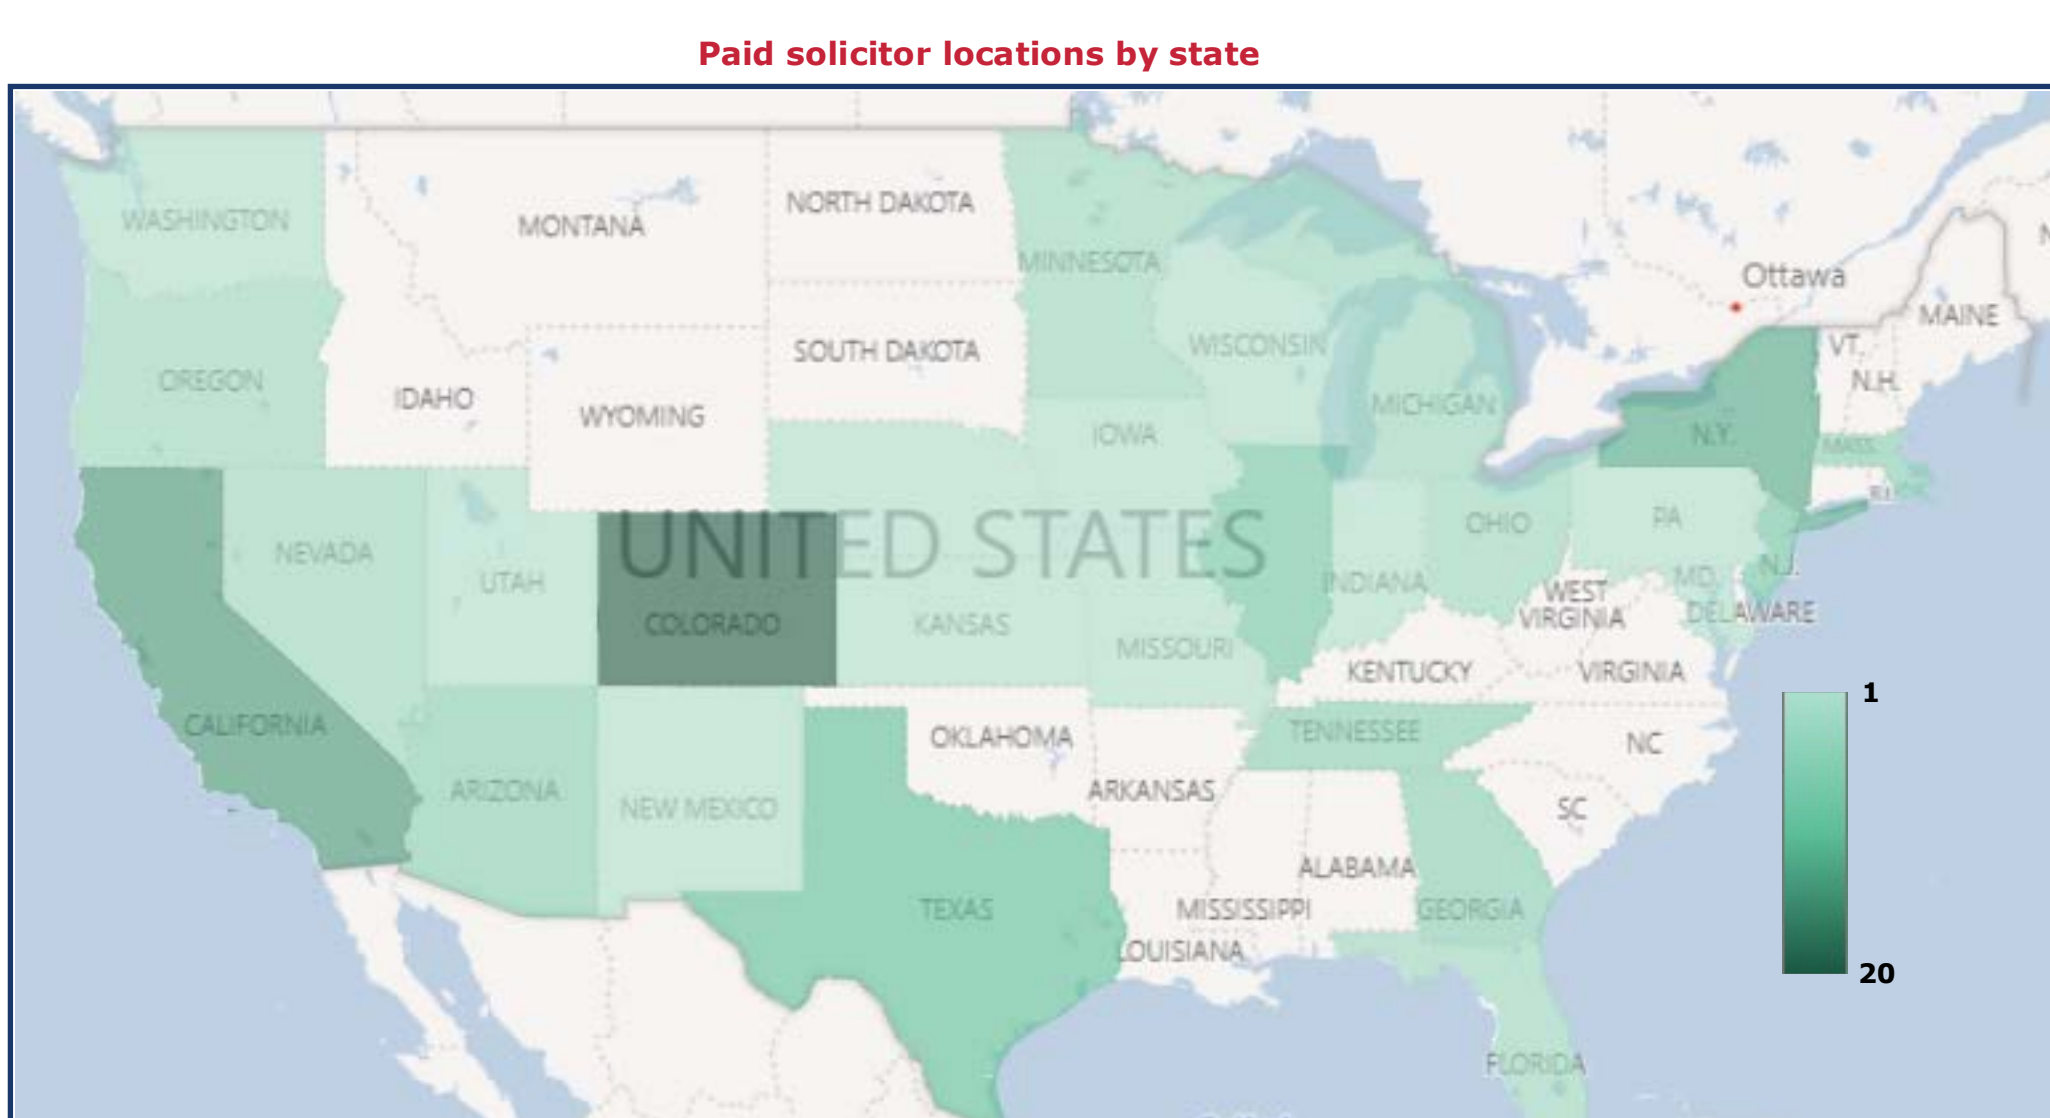 Paid solicitor locations by state
WASHINGTON
MONTANA
NORTH DAKOTA
MINNESOTA
Ottawa
MAINE
VT.
WISCONSIN
SOUTH DAKOTA
OREGON
IDAHO
WYOMING
MICHIGAN
N.H.
IOWA
N.Y.
MASS.
R.I.
UNITED STATES
NEVADA
UTAH
COLORADO
KANSAS
MISSOURI
INDIANA
OHIO
PA
N.J.
MD.
DELAWARE
WEST
VIRGINIA
KENTUCKY
VIRGINIA
1
CALIFORNIA
ARIZONA
NEW MEXICO
OKLAHOMA
ARKANSAS
TENNESSEE
NC
SC
TEXAS
LOUISIANA
MISSISSIPPI
ALABAMA
GEORGIA
20
FLORIDA